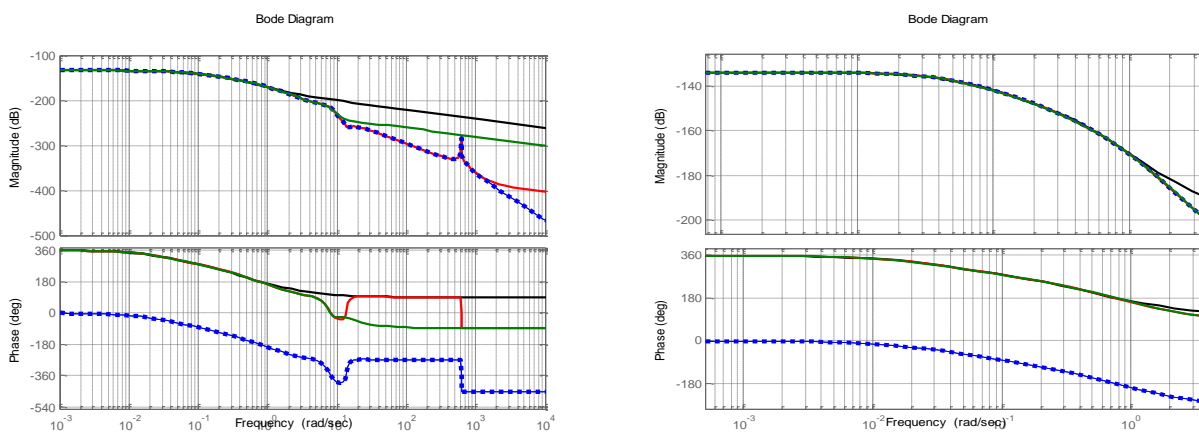 Bode Diagram
-100
-200
-300
-400
-500
Magnitude (dB)
360
180
0
-180
-360
-540
Phase (deg)
10^-3 10^-2 10^-1 10^0 10^1 10^2 10^3 10^4
Frequency (rad/sec)
Bode Diagram
-140
-160
-180
-200
Magnitude (dB)
360
180
0
-180
Phase (deg)
10^-3 10^-2 10^-1 10^0
Frequency (rad/sec)